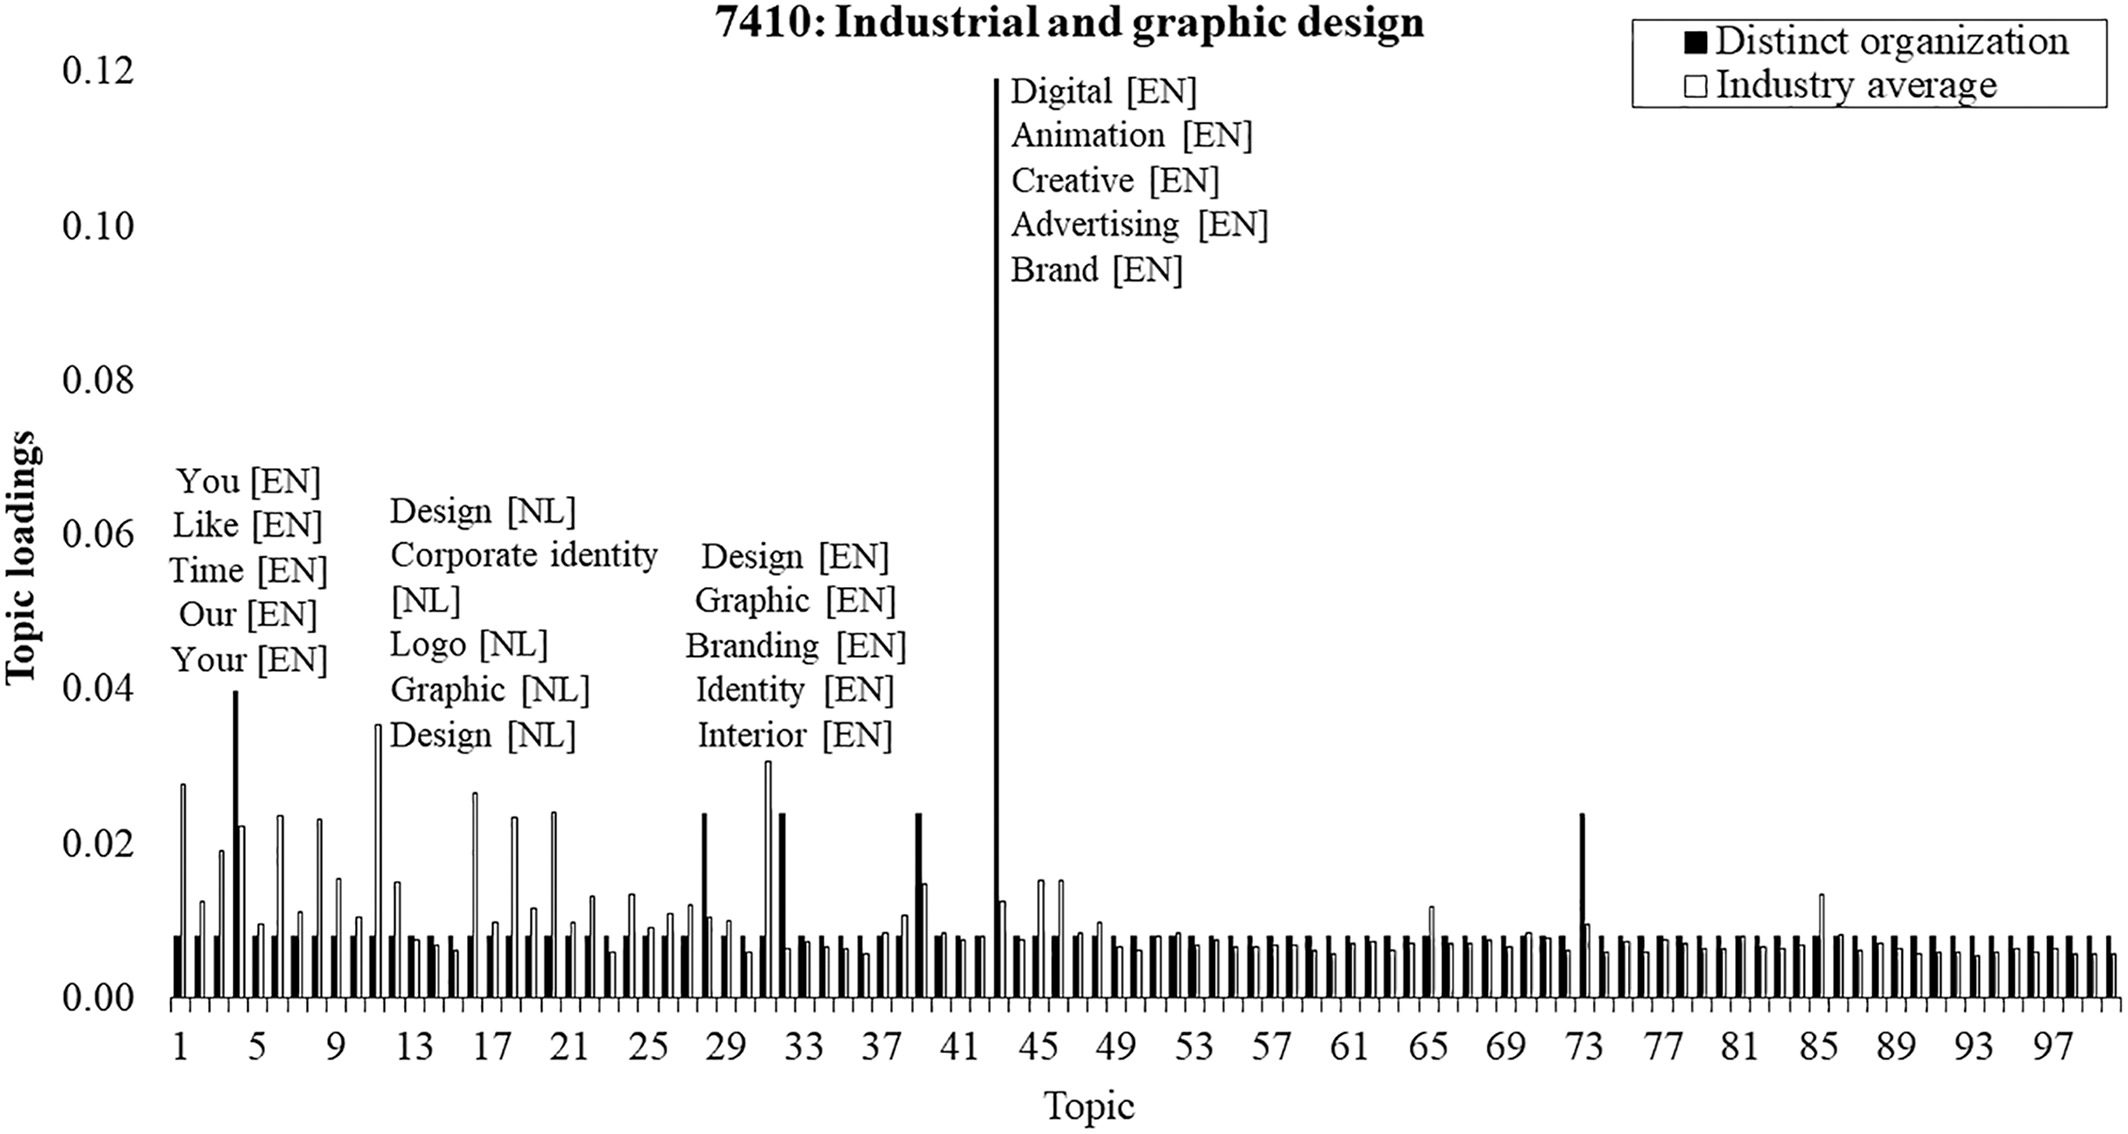 7410: Industrial and graphic design
Distinct organization
Industry average
Topic loadings
0.12
0.10
0.08
0.06
0.04
0.02
0.00
You [EN]
Like [EN]
Time [EN]
Our [EN]
Your [EN]
Design [NL]
Corporate identity
[NL]
Logo [NL]
Graphic [NL]
Design [NL]
Design [EN]
Graphic [EN]
Branding [EN]
Identity [EN]
Interior [EN]
Digital [EN]
Animation [EN]
Creative [EN]
Advertising [EN]
Brand [EN]
1 5 9 13 17 21 25 29 33 37 41 45 49 53 57 61 65 69 73 77 81 85 89 93 97
Topic